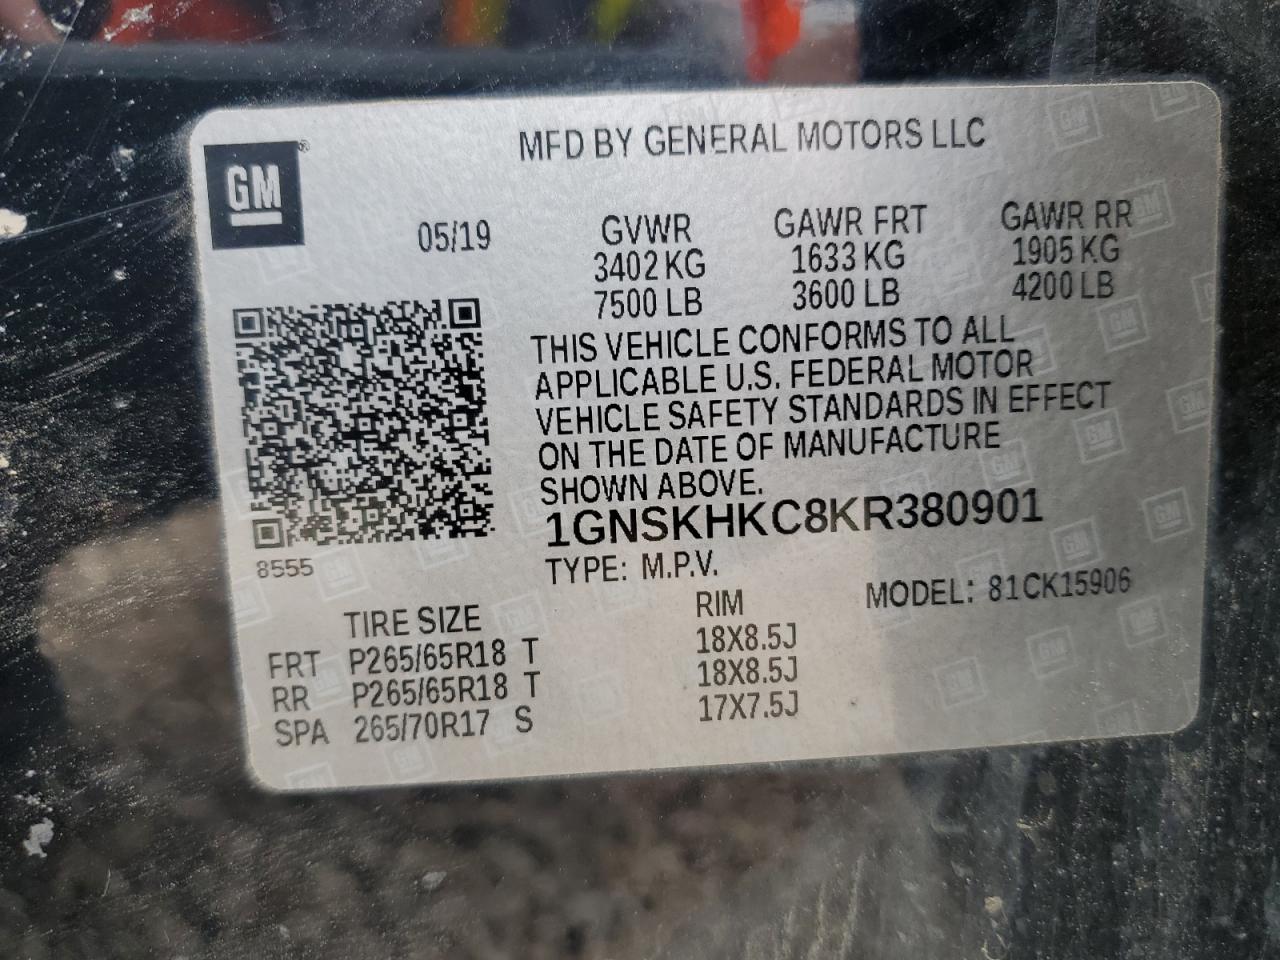 GM
MFD BY GENERAL MOTORS LLC
05/19 GVWR GAWR FRT GAWR RR
3402 KG 1633 KG 1905 KG
7500 LB 3600 LB 4200 LB
THIS VEHICLE CONFORMS TO ALL
APPLICABLE U.S. FEDERAL MOTOR
VEHICLE SAFETY STANDARDS IN EFFECT
ON THE DATE OF MANUFACTURE
SHOWN ABOVE.
1GNSKHKC8KR380901
8555
TYPE: M.P.V.
MODEL: 81CK15906
TIRE SIZE RIM
FRT P265/65R18 T 18X8.5J
RR P265/65R18 T 18X8.5J
SPA 265/70R17 S 17X7.5J